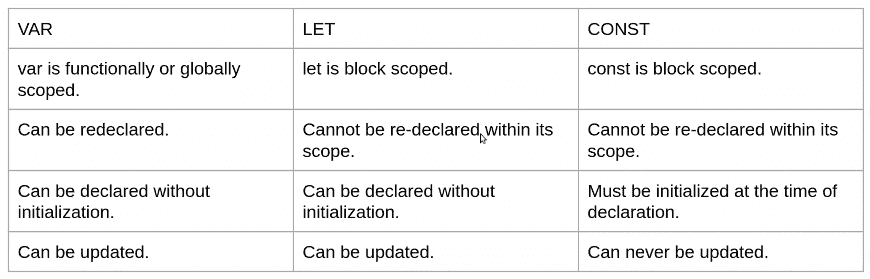 VAR
LET
CONST
var is functionally or globally
scoped.
let is block scoped.
const is block scoped.
Can be redeclared.
Cannot be re-declared within its
scope.
Cannot be re-declared within its
scope.
Can be declared without
initialization.
Can be declared without
initialization.
Must be initialized at the time of
declaration.
Can be updated.
Can be updated.
Can never be updated.